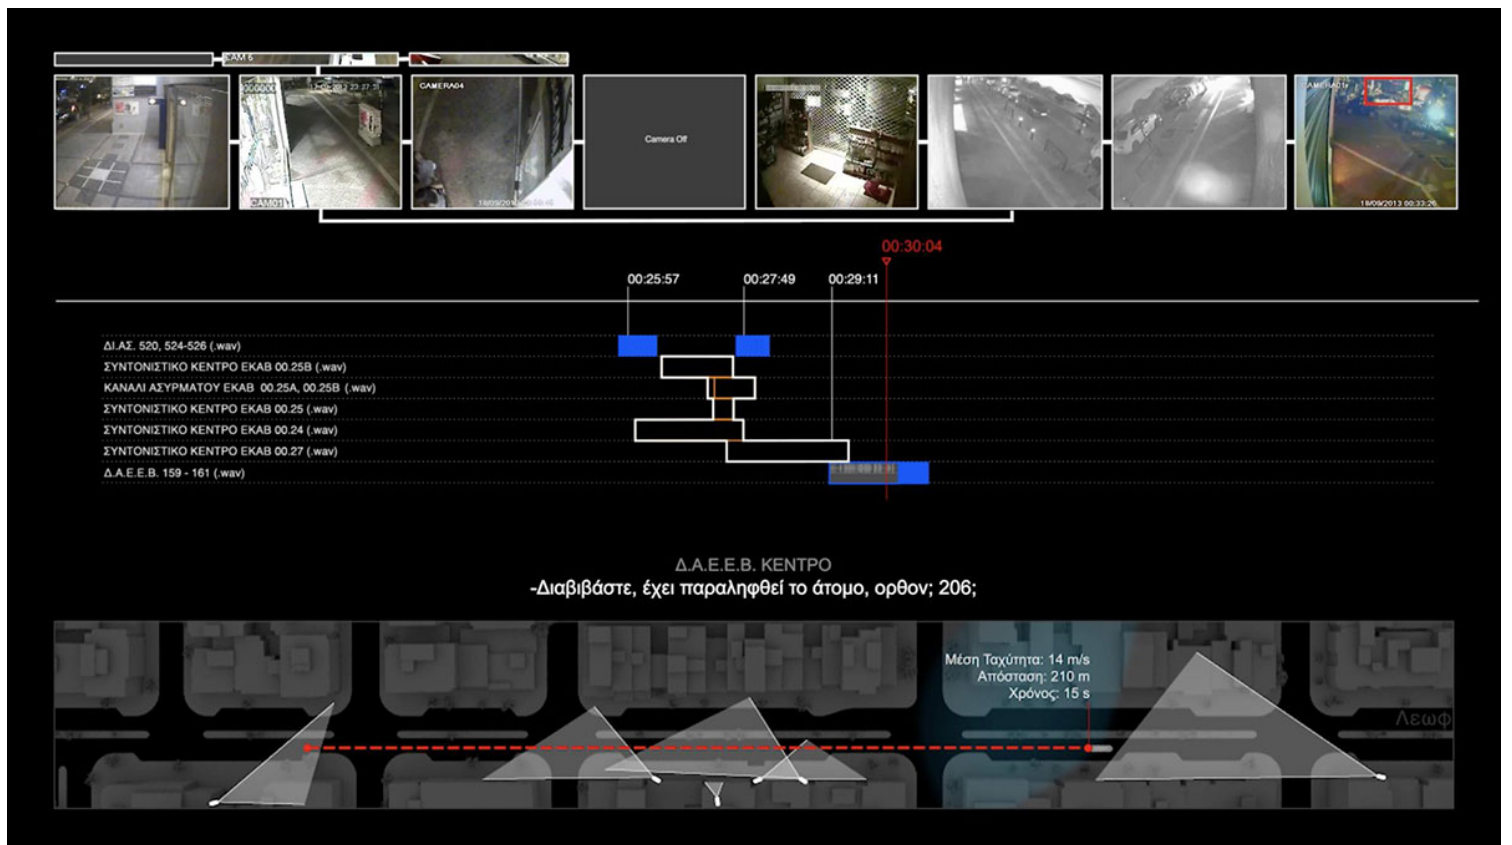 CAM 6
CAMERA04
Camera Off
CAM01
18/09/2013 00:33:26
00:30:04
00:25:57
00:27:49
00:29:11
ΔΙ.ΑΣ. 520, 524-526 (.wav)
ΣΥΝΤΟΝΙΣΤΙΚΟ ΚΕΝΤΡΟ ΕΚΑΒ 00.25Β (.wav)
ΚΑΝΑΛΙ ΑΣΥΡΜΑΤΟΥ ΕΚΑΒ 00.25Α, 00.25Β (.wav)
ΣΥΝΤΟΝΙΣΤΙΚΟ ΚΕΝΤΡΟ ΕΚΑΒ 00.25 (.wav)
ΣΥΝΤΟΝΙΣΤΙΚΟ ΚΕΝΤΡΟ ΕΚΑΒ 00.24 (.wav)
ΣΥΝΤΟΝΙΣΤΙΚΟ ΚΕΝΤΡΟ ΕΚΑΒ 00.27 (.wav)
Δ.Α.Ε.Ε.Β. 159 - 161 (.wav)
Δ.Α.Ε.Ε.Β. ΚΕΝΤΡΟ
-Διαβιβάστε, έχει παραληφθεί το άτομο, ορθον; 206;
Μέση Ταχύτητα: 14 m/s
Απόσταση: 210 m
Χρόνος: 15 s
Λεωφ